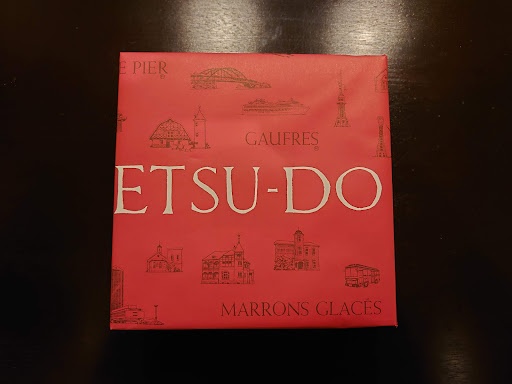 E PIER®
GAUFRES®
ETSU-DO
MARRONS GLACÉS